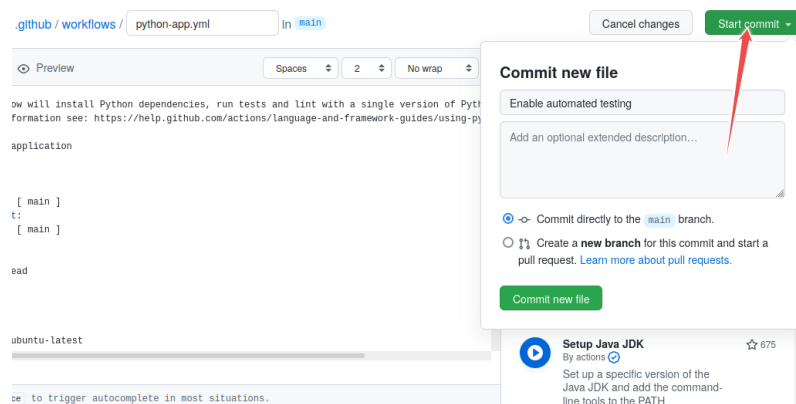 .github / workflows / python-app.yml in main
Cancel changes
Start commit
Preview
Spaces
2
No wrap
ow will install Python dependencies, run tests and lint with a single version of Pyth
formation see: https://help.github.com/actions/language-and-framework-guides/using-py
application
[ main ]
t:
[ main ]
ead
ubuntu-latest
ce to trigger autocomplete in most situations.
Commit new file
Enable automated testing
Add an optional extended description…
Commit directly to the main branch.
Create a new branch for this commit and start a
pull request. Learn more about pull requests.
Commit new file
Setup Java JDK
675
By actions
Set up a specific version of the
Java JDK and add the command-
line tools to the PATH